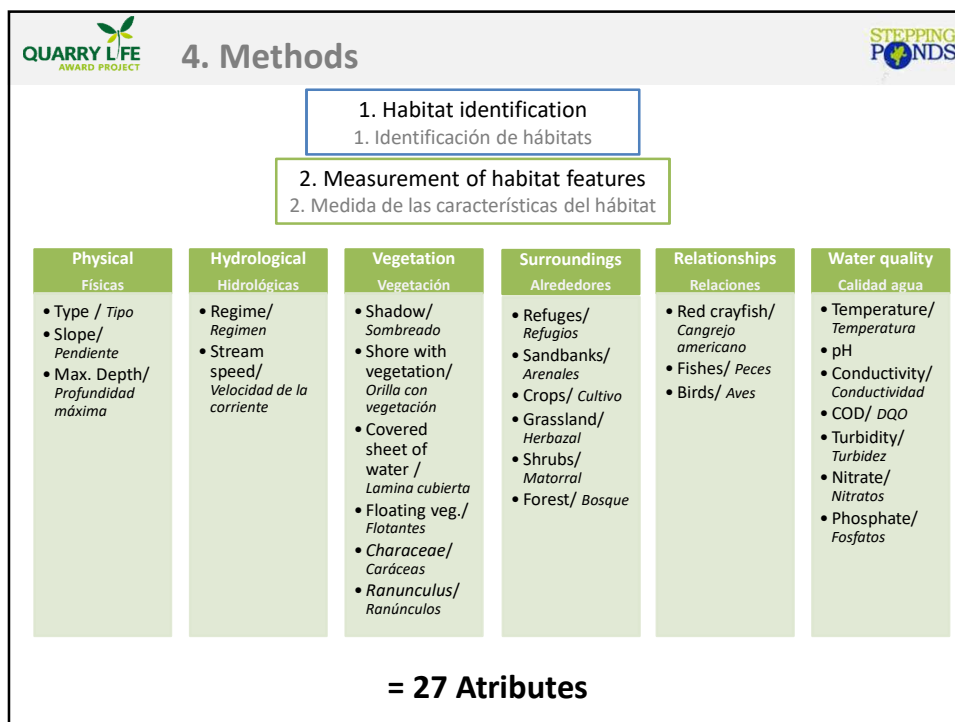 QUARRY LIFE
AWARD PROJECT
4. Methods
STEPPING
PONDS
1. Habitat identification
1. Identificación de hábitats
2. Measurement of habitat features
2. Medida de las características del hábitat
Physical
Físicas
• Type / Tipo
• Slope/
Pendiente
• Max. Depth/
Profundidad
máxima
Hydrological
Hidrológicas
• Regime/
Regimen
• Stream
speed/
Velocidad de la
corriente
Vegetation
Vegetación
• Shadow/
Sombreado
• Shore with
vegetation/
Orilla con
vegetación
• Covered
sheet of
water /
Lamina cubierta
• Floating veg./
Flotantes
• Characeae/
Caráceas
• Ranunculus/
Ranúnculos
Surroundings
Alrededores
• Refuges/
Refugios
• Sandbanks/
Arenales
• Crops/ Cultivo
• Grassland/
Herbazal
• Shrubs/
Matorral
• Forest/ Bosque
Relationships
Relaciones
• Red crayfish/
Cangrejo
americano
• Fishes/ Peces
• Birds/ Aves
Water quality
Calidad agua
• Temperature/
Temperatura
• pH
• Conductivity/
Conductividad
• COD/ DQO
• Turbidity/
Turbidez
• Nitrate/
Nitratos
• Phosphate/
Fosfatos
= 27 Atributes